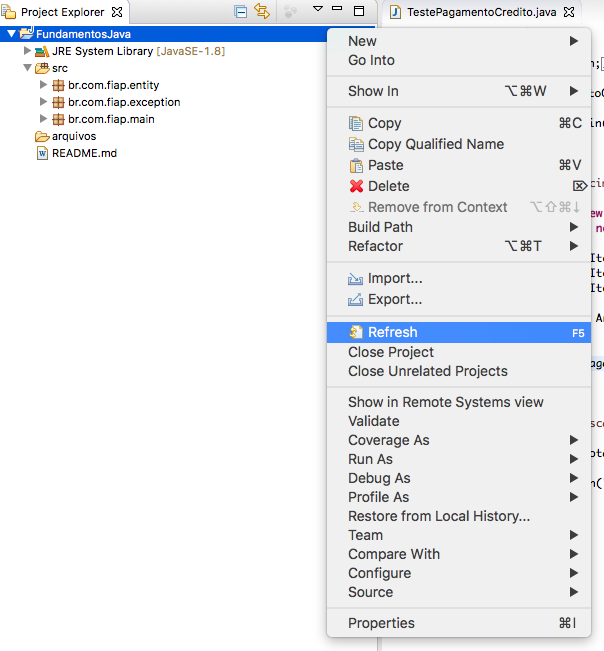 Project Explorer
FundamentosJava
JRE System Library [JavaSE-1.8]
src
br.com.fiap.entity
br.com.fiap.exception
br.com.fiap.main
arquivos
README.md
TestePagamentoCredito.java
New
Go Into
Show In ⌥⌘W
Copy ⌘C
Copy Qualified Name
Paste ⌘V
Delete ⌦
Remove from Context ⌥⇧⌘↓
Build Path
Refactor ⌥⌘T
Import...
Export...
Refresh F5
Close Project
Close Unrelated Projects
Show in Remote Systems view
Validate
Coverage As
Run As
Debug As
Profile As
Restore from Local History...
Team
Compare With
Configure
Source
Properties ⌘I